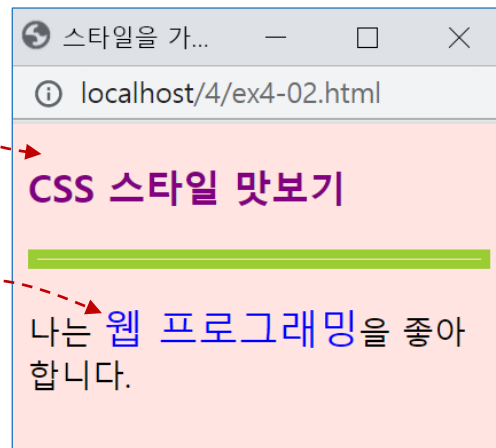 스타일을 가...
localhost/4/ex4-02.html
CSS 스타일 맛보기
나는 웹 프로그래밍을 좋아
합니다.